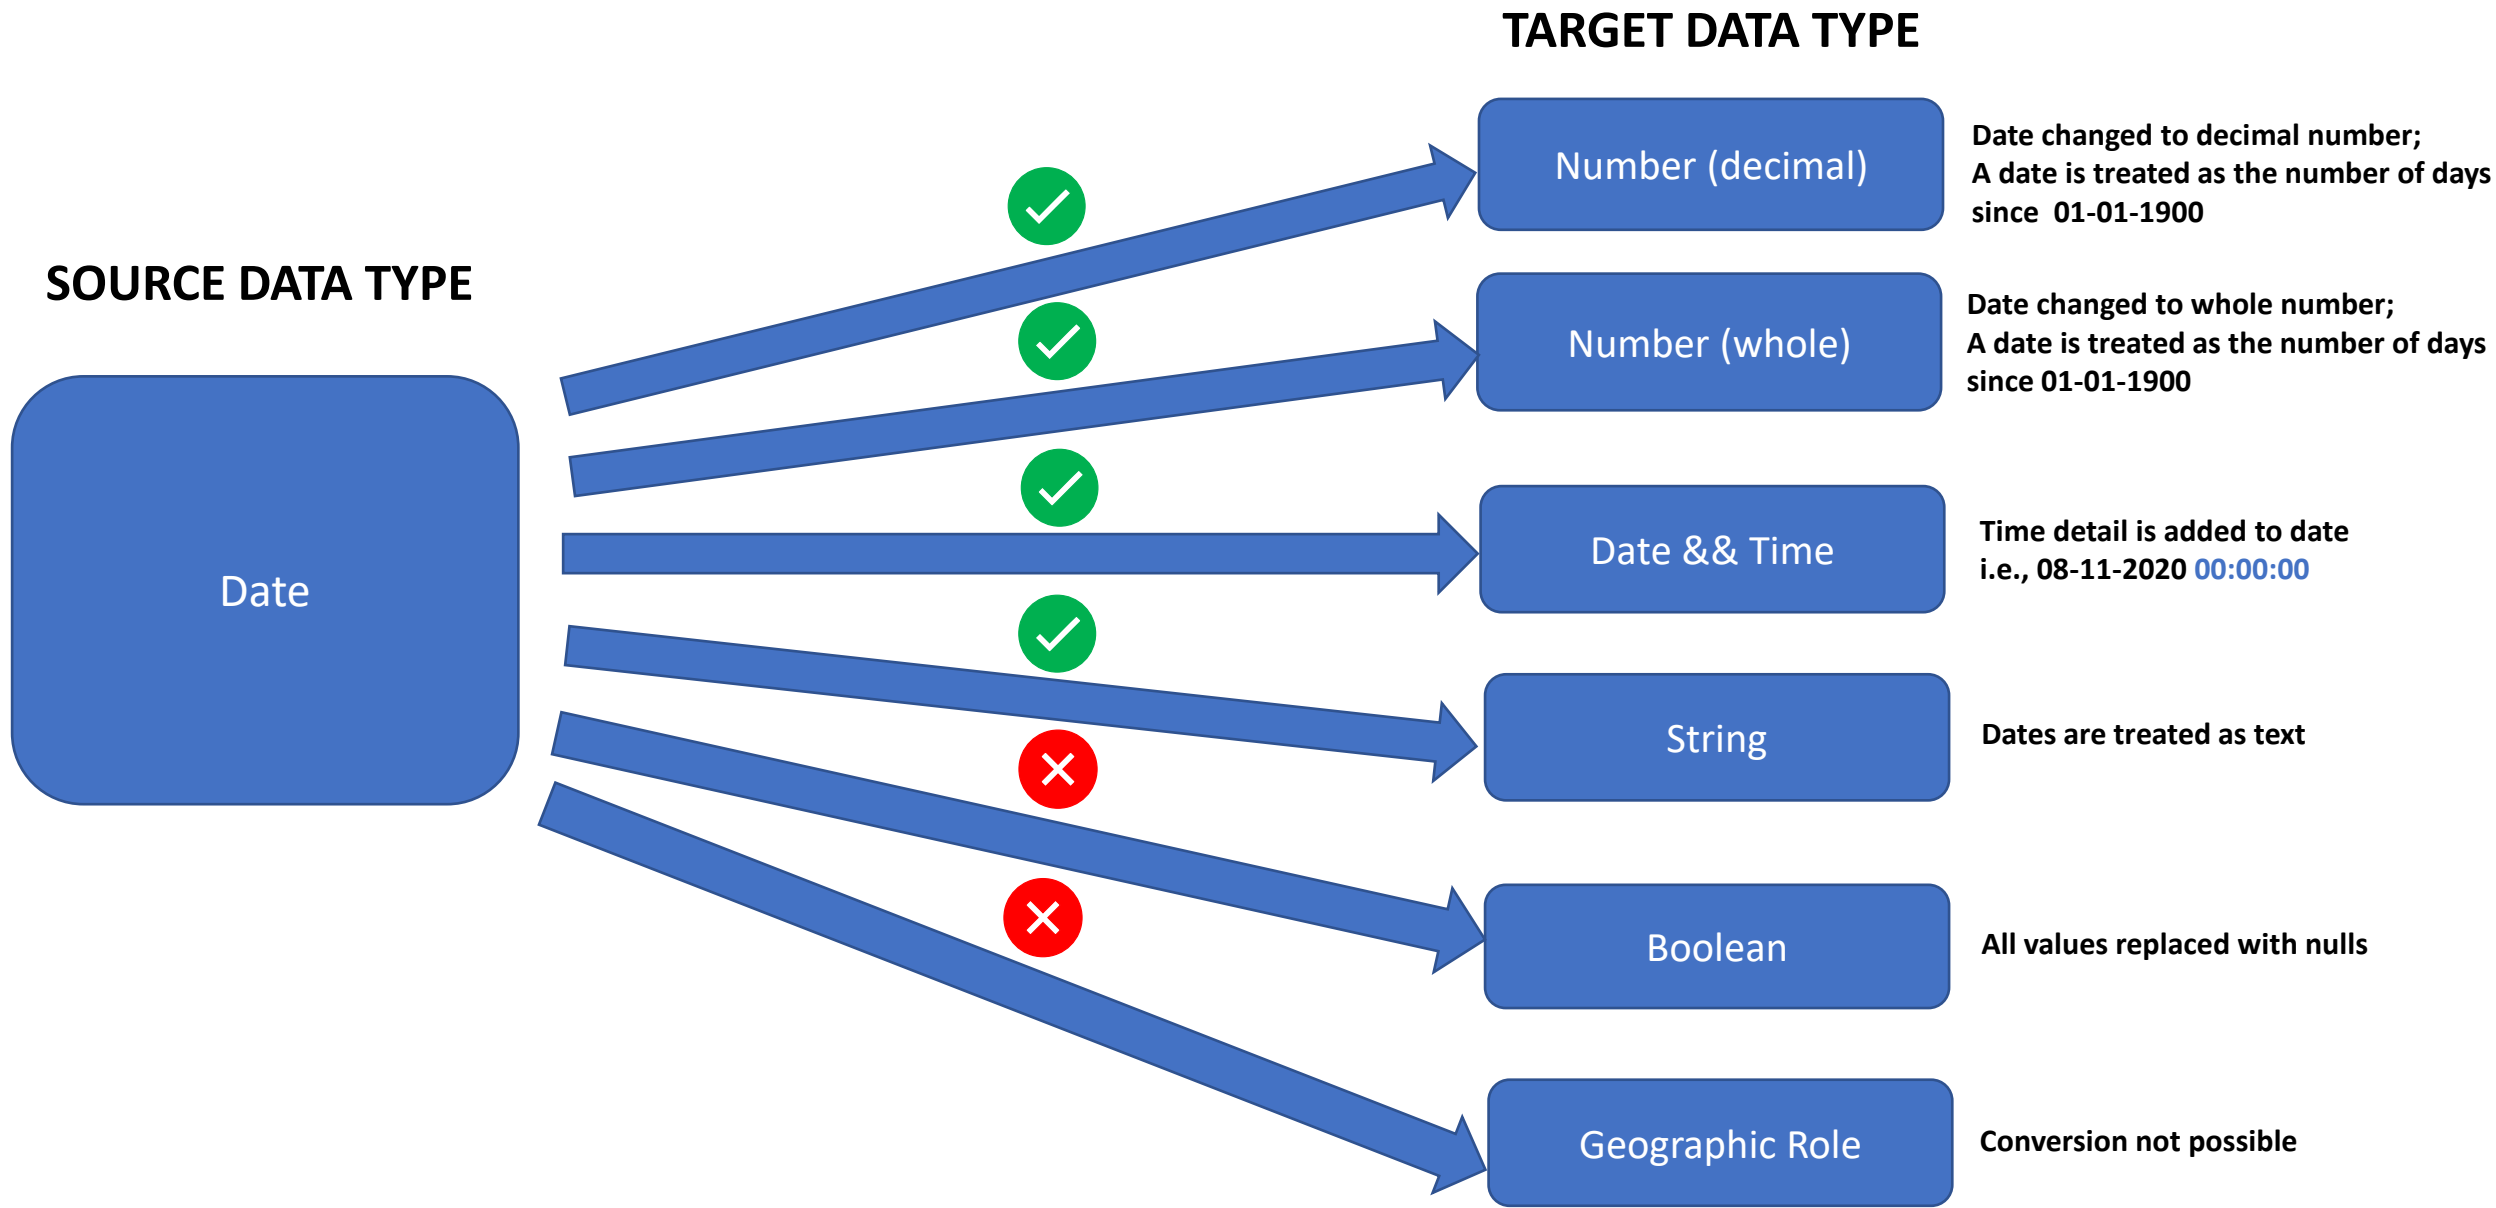 TARGET DATA TYPE
SOURCE DATA TYPE
Date
Number (decimal)
Date changed to decimal number;
A date is treated as the number of days
since  01-01-1900
Number (whole)
Date changed to whole number;
A date is treated as the number of days
since 01-01-1900
Date && Time
Time detail is added to date
i.e., 08-11-2020 00:00:00
String
Dates are treated as text
Boolean
All values replaced with nulls
Geographic Role
Conversion not possible